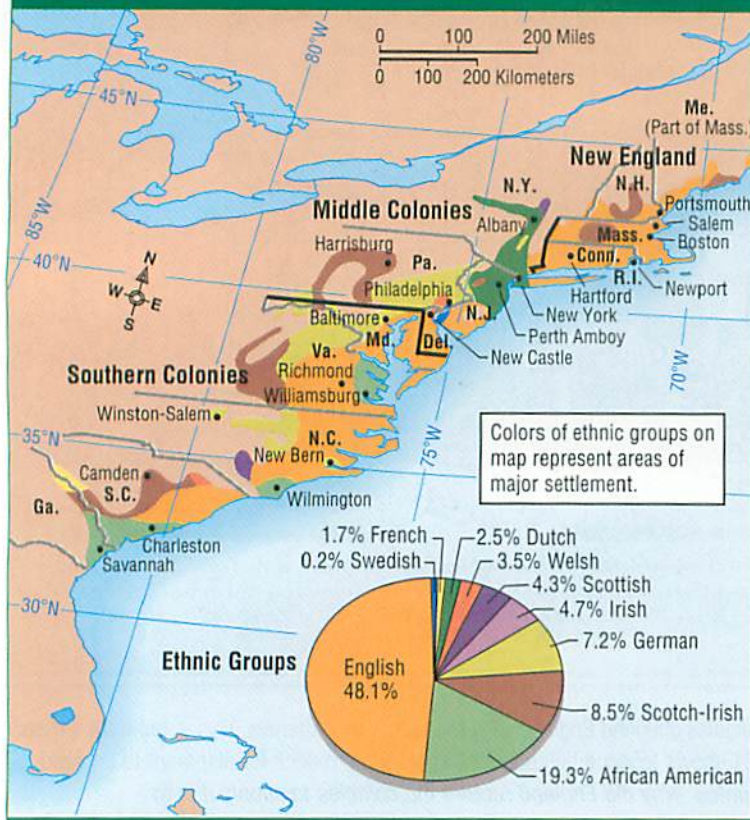 80°W
0 100 200 Miles
0 100 200 Kilometers
45°N
Me.
(Part of Mass.)
New England
N.H.
N.Y.
Portsmouth
Middle Colonies
Albany
Salem
Mass.
Boston
85°W
Harrisburg
40°N
Pa.
Conn.
R.I.
Newport
Hartford
N
W E
S
Philadelphia
N.J.
New York
Baltimore
Md.
Del.
Perth Amboy
New Castle
Va.
70°W
Richmond
Southern Colonies
Williamsburg
Winston-Salem
35°N
N.C.
75°W
New Bern
Colors of ethnic groups on
map represent areas of
major settlement.
Camden
S.C.
Ga.
Wilmington
Charleston
Savannah
30°N
1.7% French
2.5% Dutch
0.2% Swedish
3.5% Welsh
4.3% Scottish
4.7% Irish
7.2% German
Ethnic Groups
English
48.1%
8.5% Scotch-Irish
19.3% African American